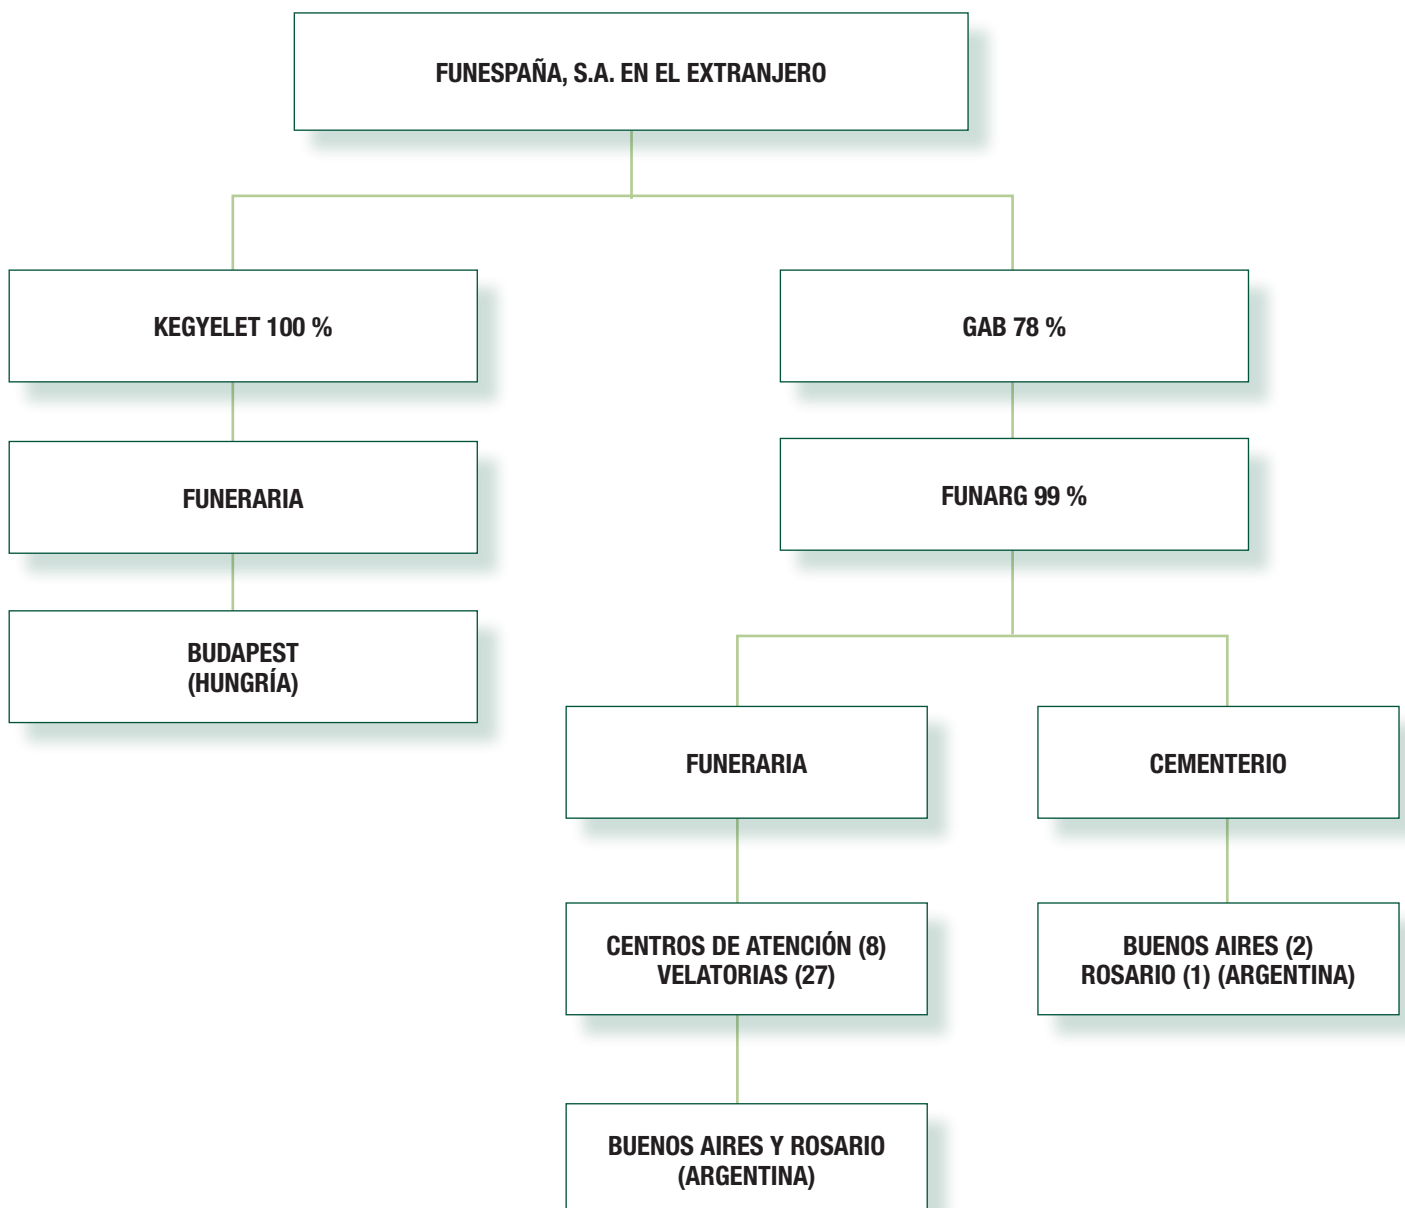 FUNESPAÑA, S.A. EN EL EXTRANJERO
KEGYELET 100 %
GAB 78 %
FUNERARIA
FUNARG 99 %
BUDAPEST
(HUNGRÍA)
FUNERARIA
CEMENTERIO
CENTROS DE ATENCIÓN (8)
VELATORIAS (27)
BUENOS AIRES (2)
ROSARIO (1) (ARGENTINA)
BUENOS AIRES Y ROSARIO
(ARGENTINA)